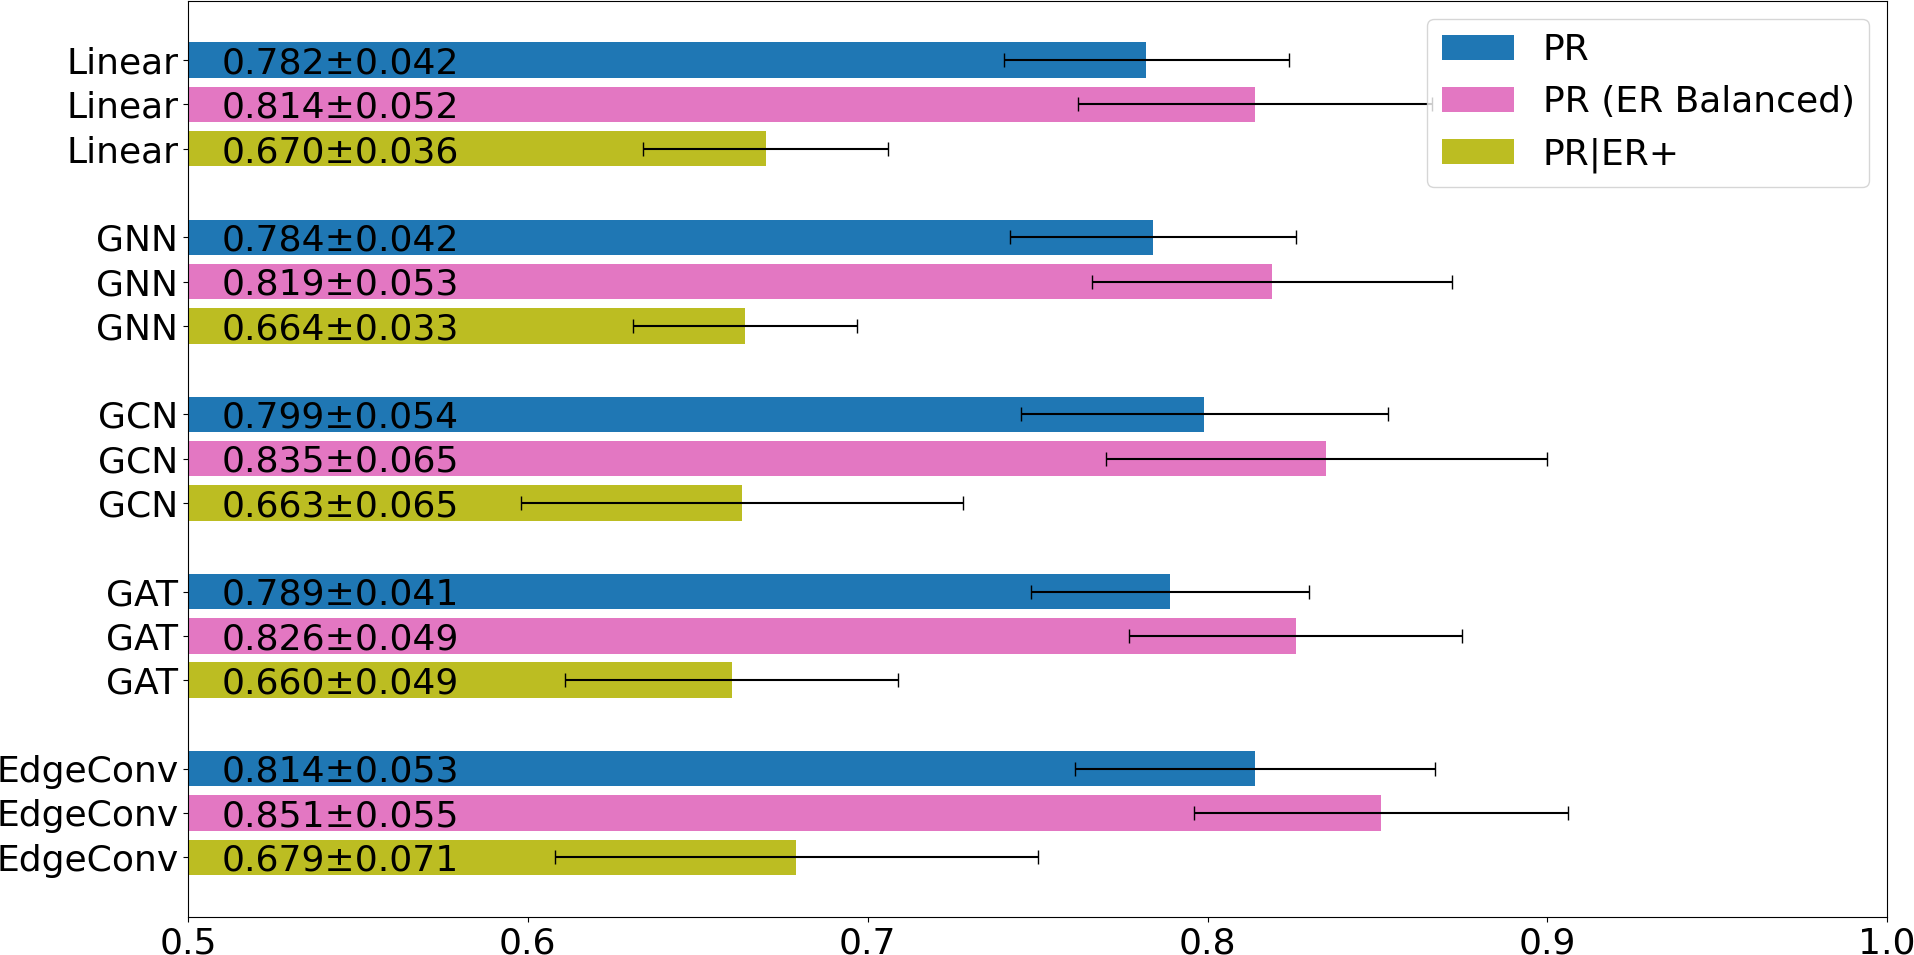 Linear 0.782±0.042
Linear 0.814±0.052
Linear 0.670±0.036
GNN 0.784±0.042
GNN 0.819±0.053
GNN 0.664±0.033
GCN 0.799±0.054
GCN 0.835±0.065
GCN 0.663±0.065
GAT 0.789±0.041
GAT 0.826±0.049
GAT 0.660±0.049
EdgeConv 0.814±0.053
EdgeConv 0.851±0.055
EdgeConv 0.679±0.071
0.5 0.6 0.7 0.8 0.9 1.0
PR
PR (ER Balanced)
PR|ER+